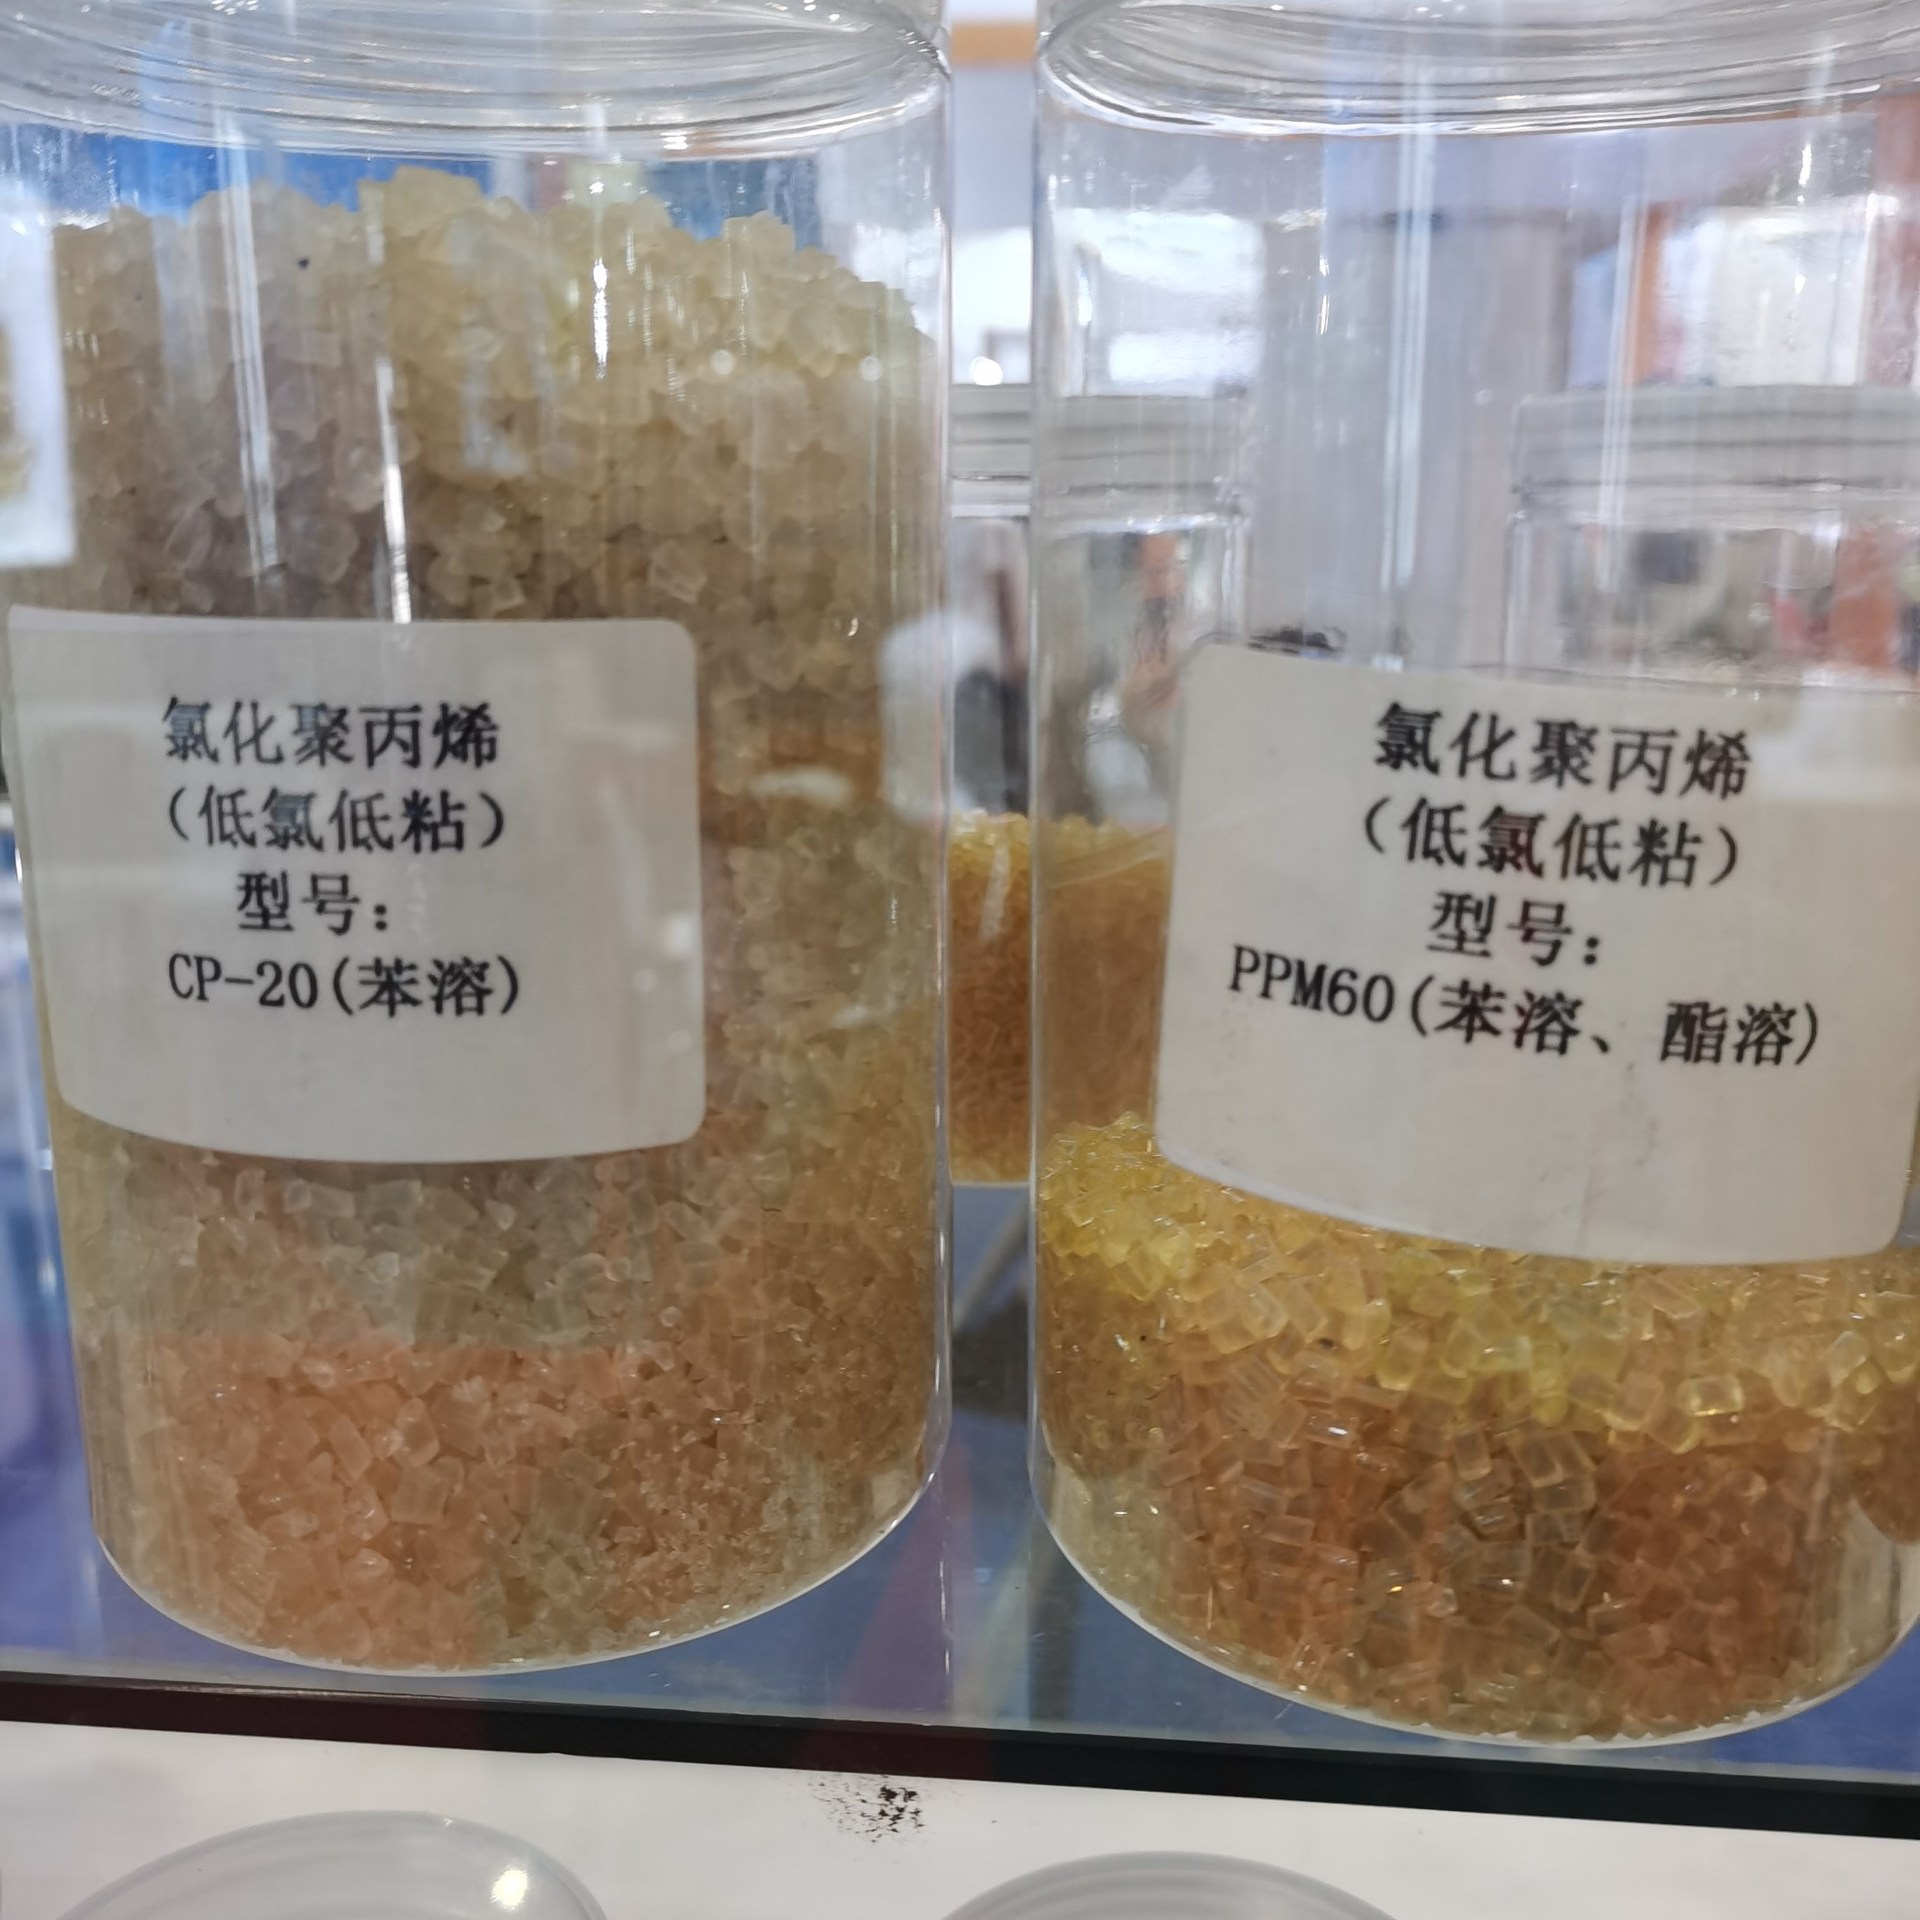 氯化聚丙烯
（低氯低粘）
型号：
CP-20(苯溶)
氯化聚丙烯
（低氯低粘）
型号：
PPM60(苯溶、酯溶)